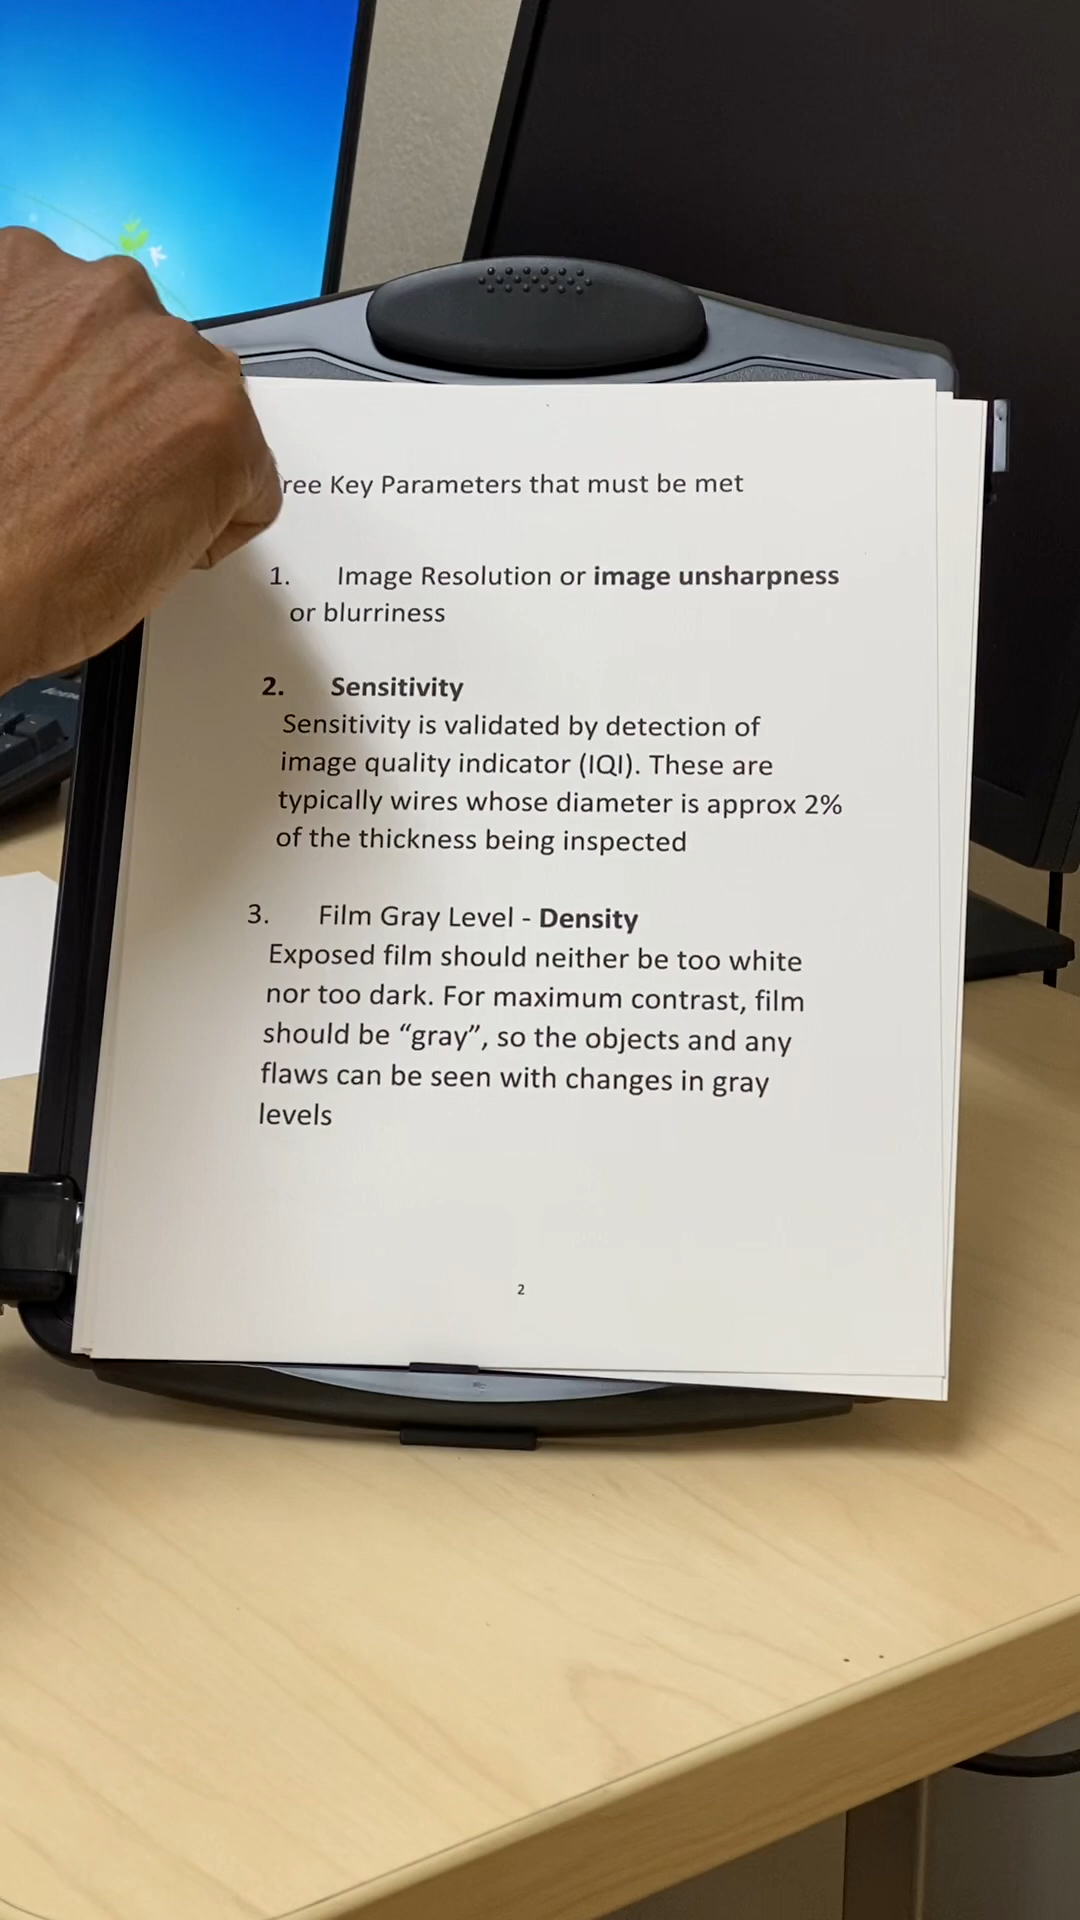 ree Key Parameters that must be met
1. Image Resolution or image unsharpness
or blurriness
2. Sensitivity
Sensitivity is validated by detection of
image quality indicator (IQI). These are
typically wires whose diameter is approx 2%
of the thickness being inspected
3. Film Gray Level - Density
Exposed film should neither be too white
nor too dark. For maximum contrast, film
should be “gray”, so the objects and any
flaws can be seen with changes in gray
levels
2